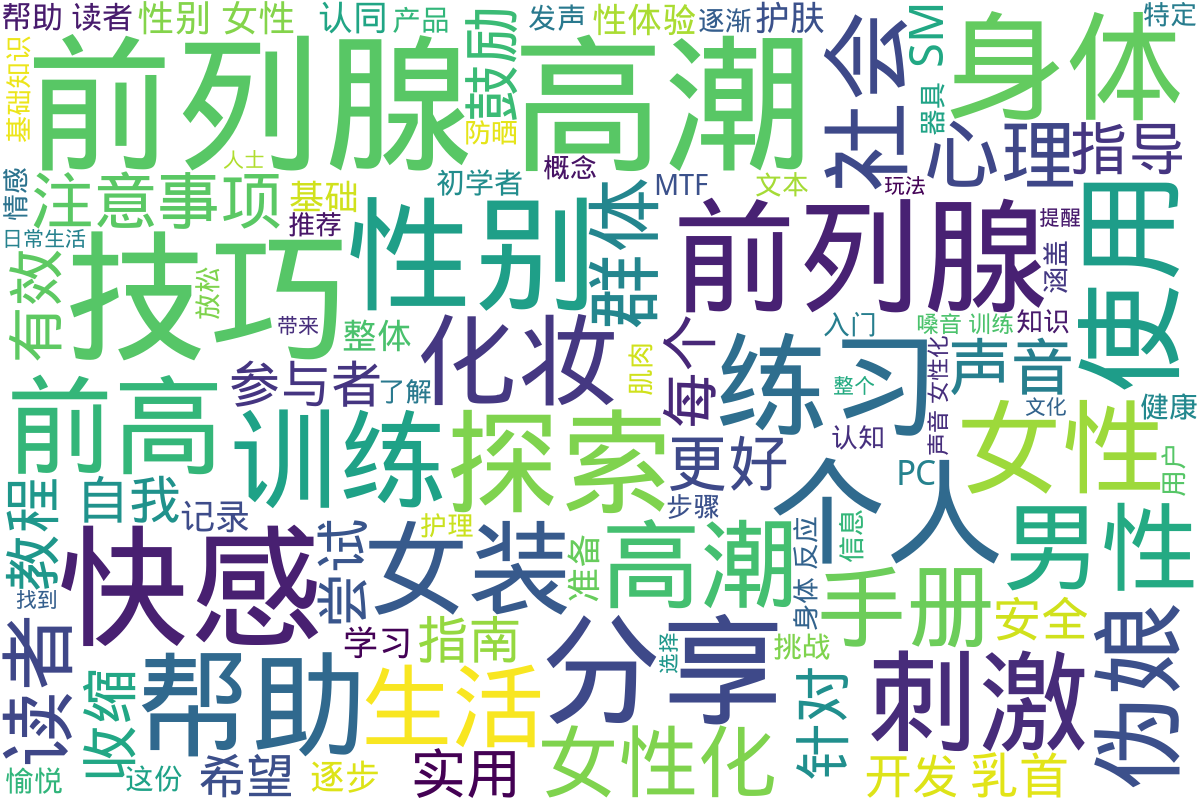 帮助 读者
性别 女性
认同
产品
鼓励
发声
性体验
逐渐
护肤
社会
SM
身体
特定
基础知识
前列腺高潮
防晒
器具
心理
指导
人士
概念
情感
注意事项
基础
初学者
MTF
文本
玩法
推荐
群体
性别
前列腺
提醒
使用
日常生活
技巧
有效
放松
涵盖
带来
整体
化妆
肌肉
每个
入门
嗓音 训练
知识
练习
声音
参与者
了解
整个
声音 女性化
文化
健康
前高
训练
探索
更好
认知
女性
个人
PC
用户
教程
自我
记录
步骤
护理
信息
快感
尝试
女装
准备
高潮
身体 反应
男性
找到
手册
安全
伪娘
读者
学习
指南
分享
选择
挑战
刺激
收缩
帮助
生活
针对
愉悦
这份
希望
逐步
实用
女性化
开发
乳首